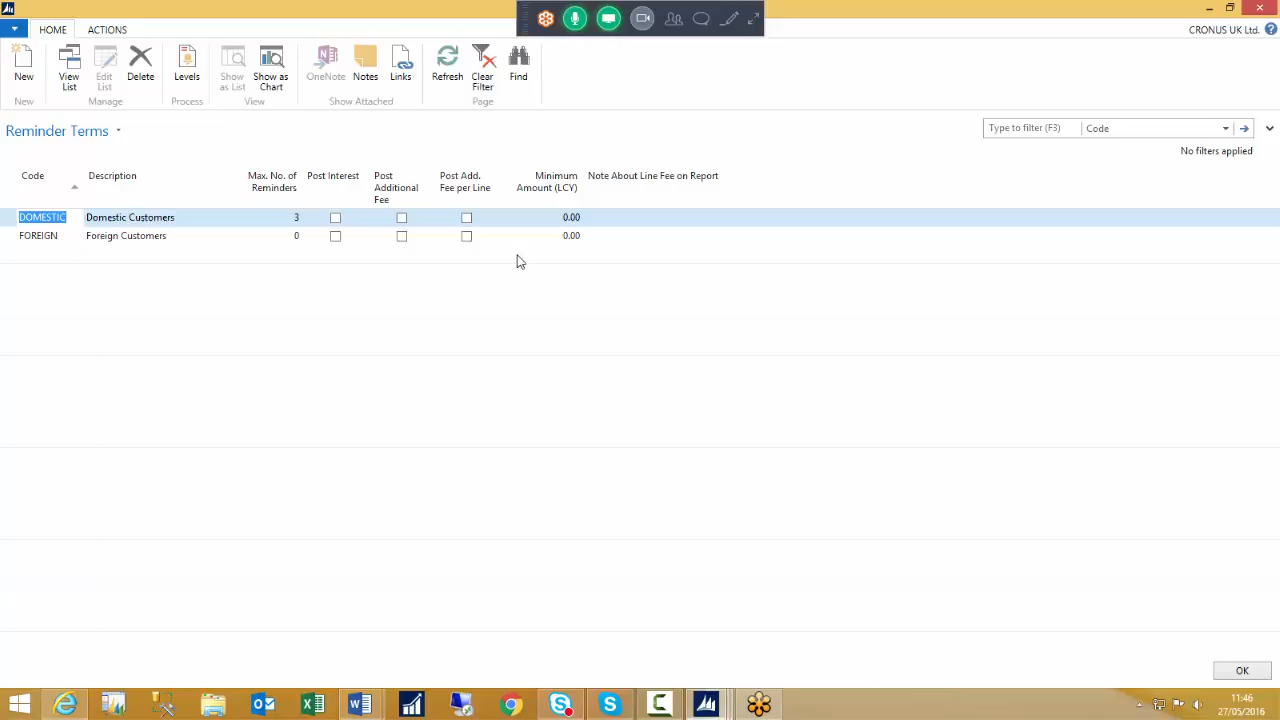 CRONUS UK Ltd.
HOME ACTIONS
New View List Edit List Delete Levels Show as List Show as Chart OneNote Notes Links Refresh Clear Filter Find
New Manage Process View Show Attached Page
Reminder Terms
Type to filter (F3) Code
No filters applied
Code Description Max. No. of Reminders Post Interest Post Additional Fee Post Add. Fee per Line Minimum Amount (LCY) Note About Line Fee on Report
DOMESTIC Domestic Customers 3 0.00
FOREIGN Foreign Customers 0 0.00
OK
11:46
27/05/2016